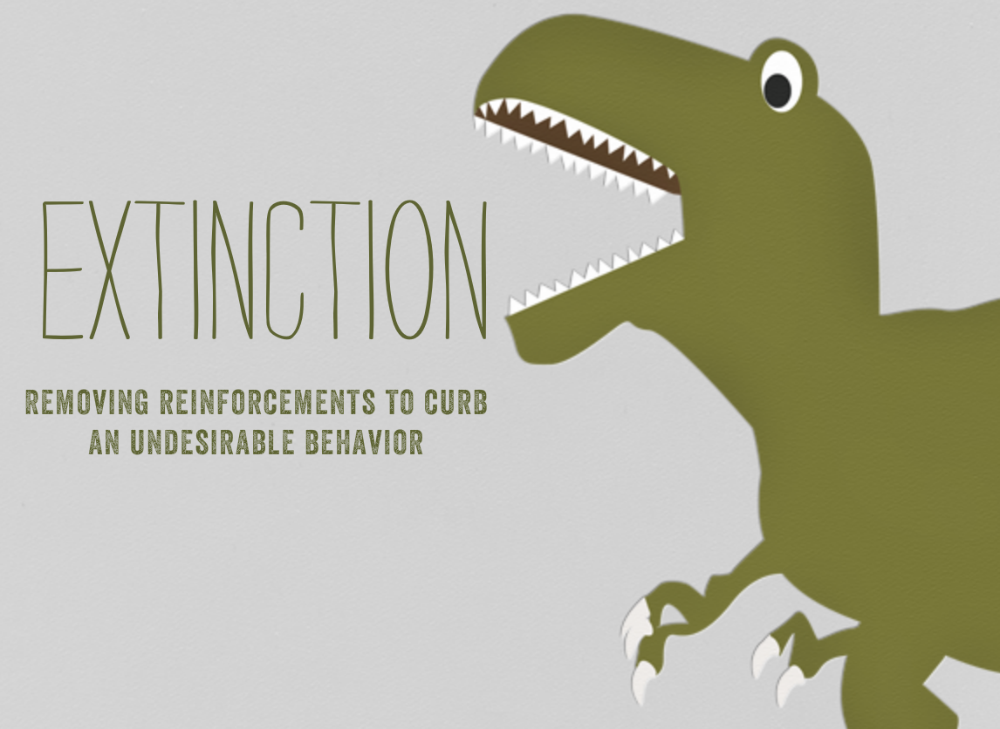 EXTINCTION
REMOVING REINFORCEMENTS TO CURB
AN UNDESIRABLE BEHAVIOR